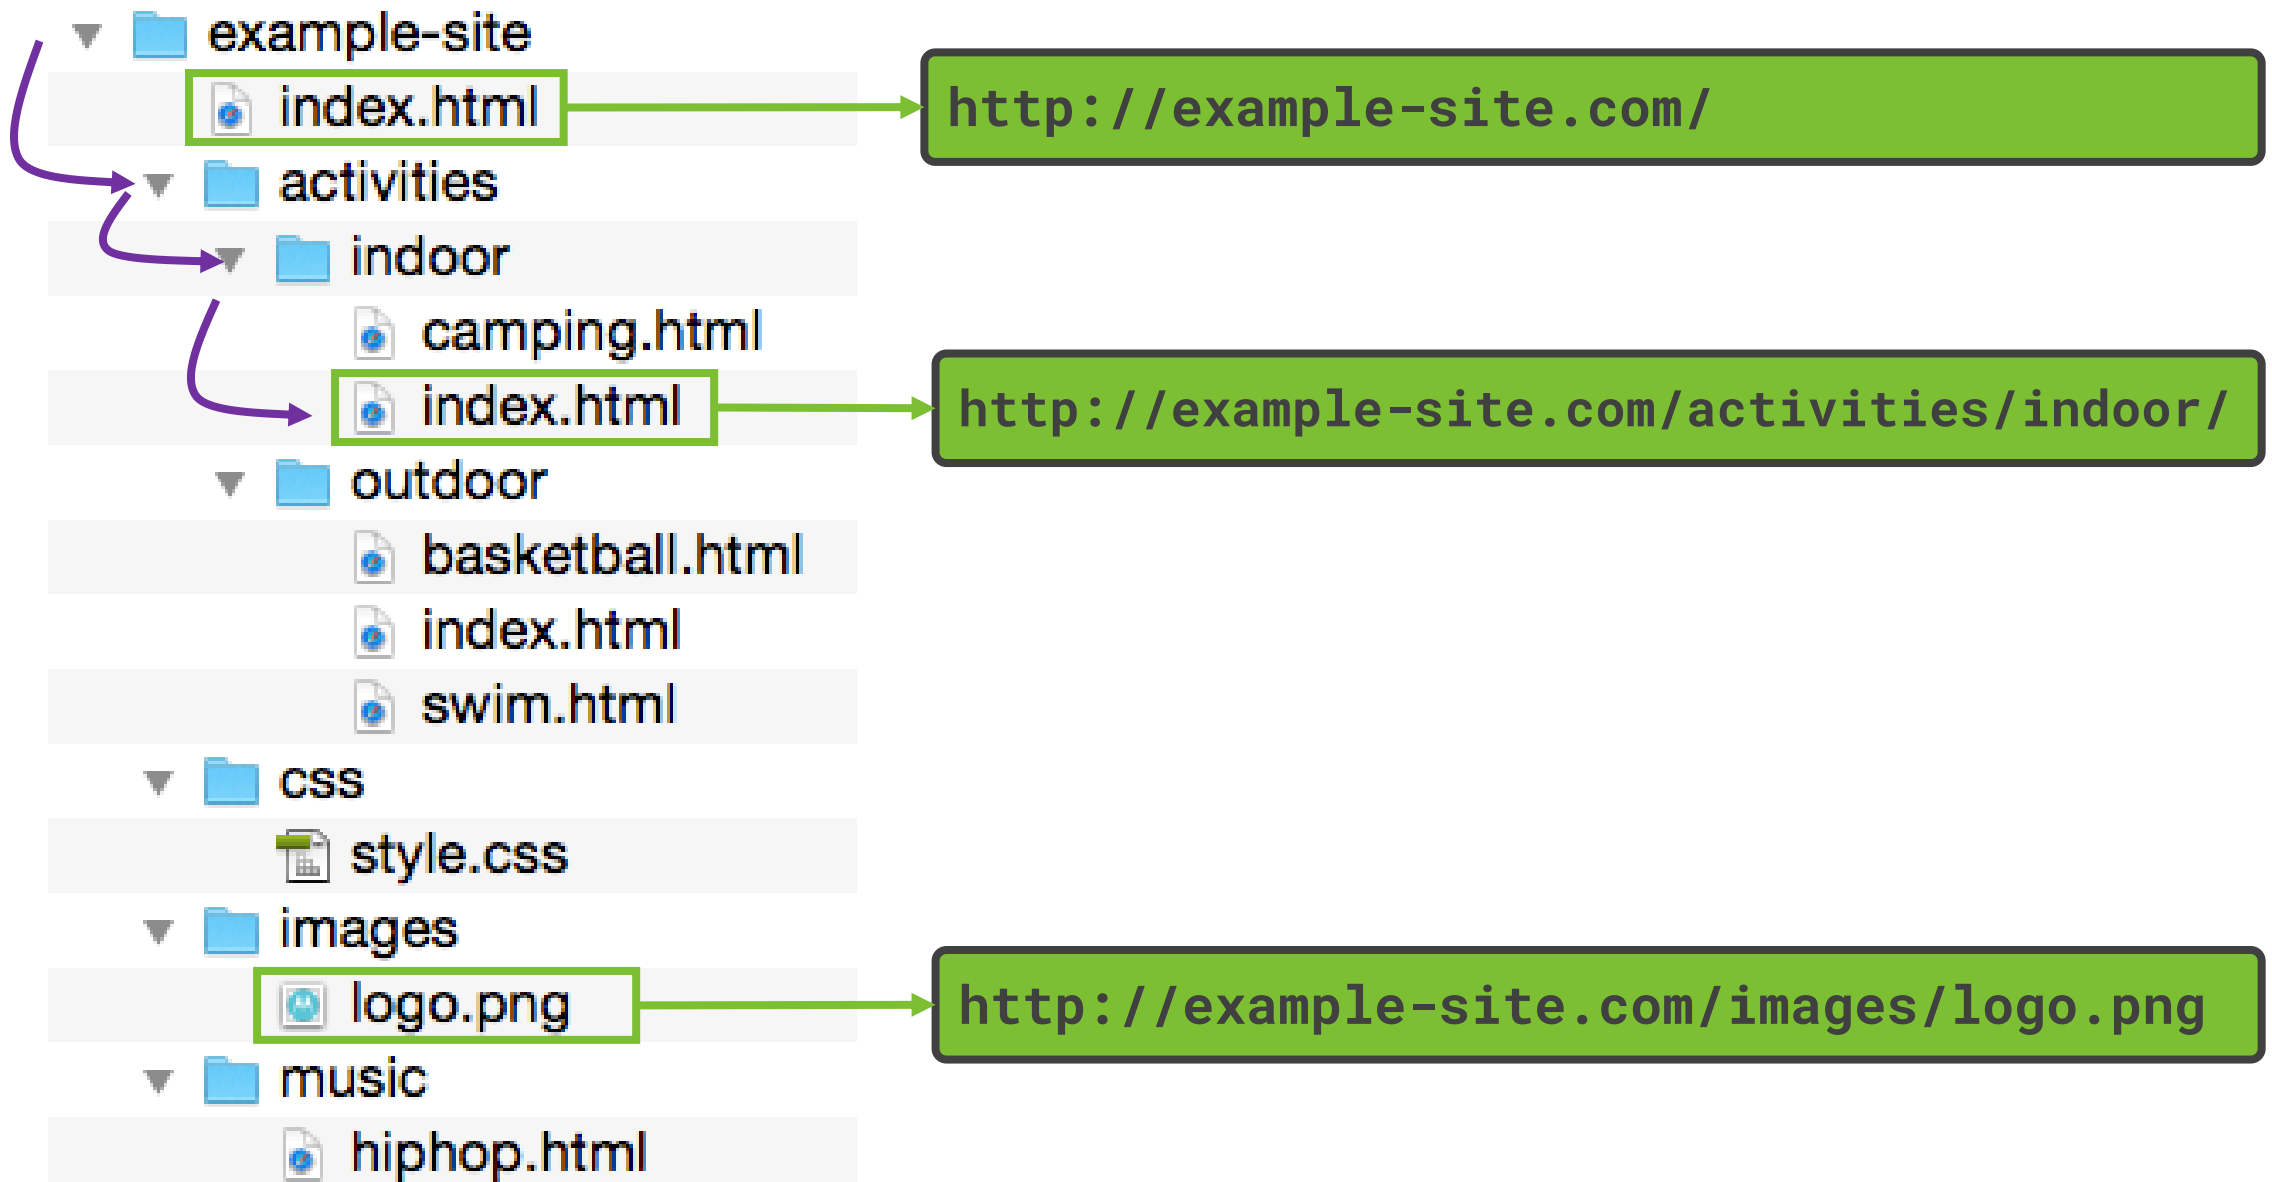 example-site
index.html
http://example-site.com/
activities
indoor
camping.html
index.html
http://example-site.com/activities/indoor/
outdoor
basketball.html
index.html
swim.html
css
style.css
images
logo.png
http://example-site.com/images/logo.png
music
hiphop.html